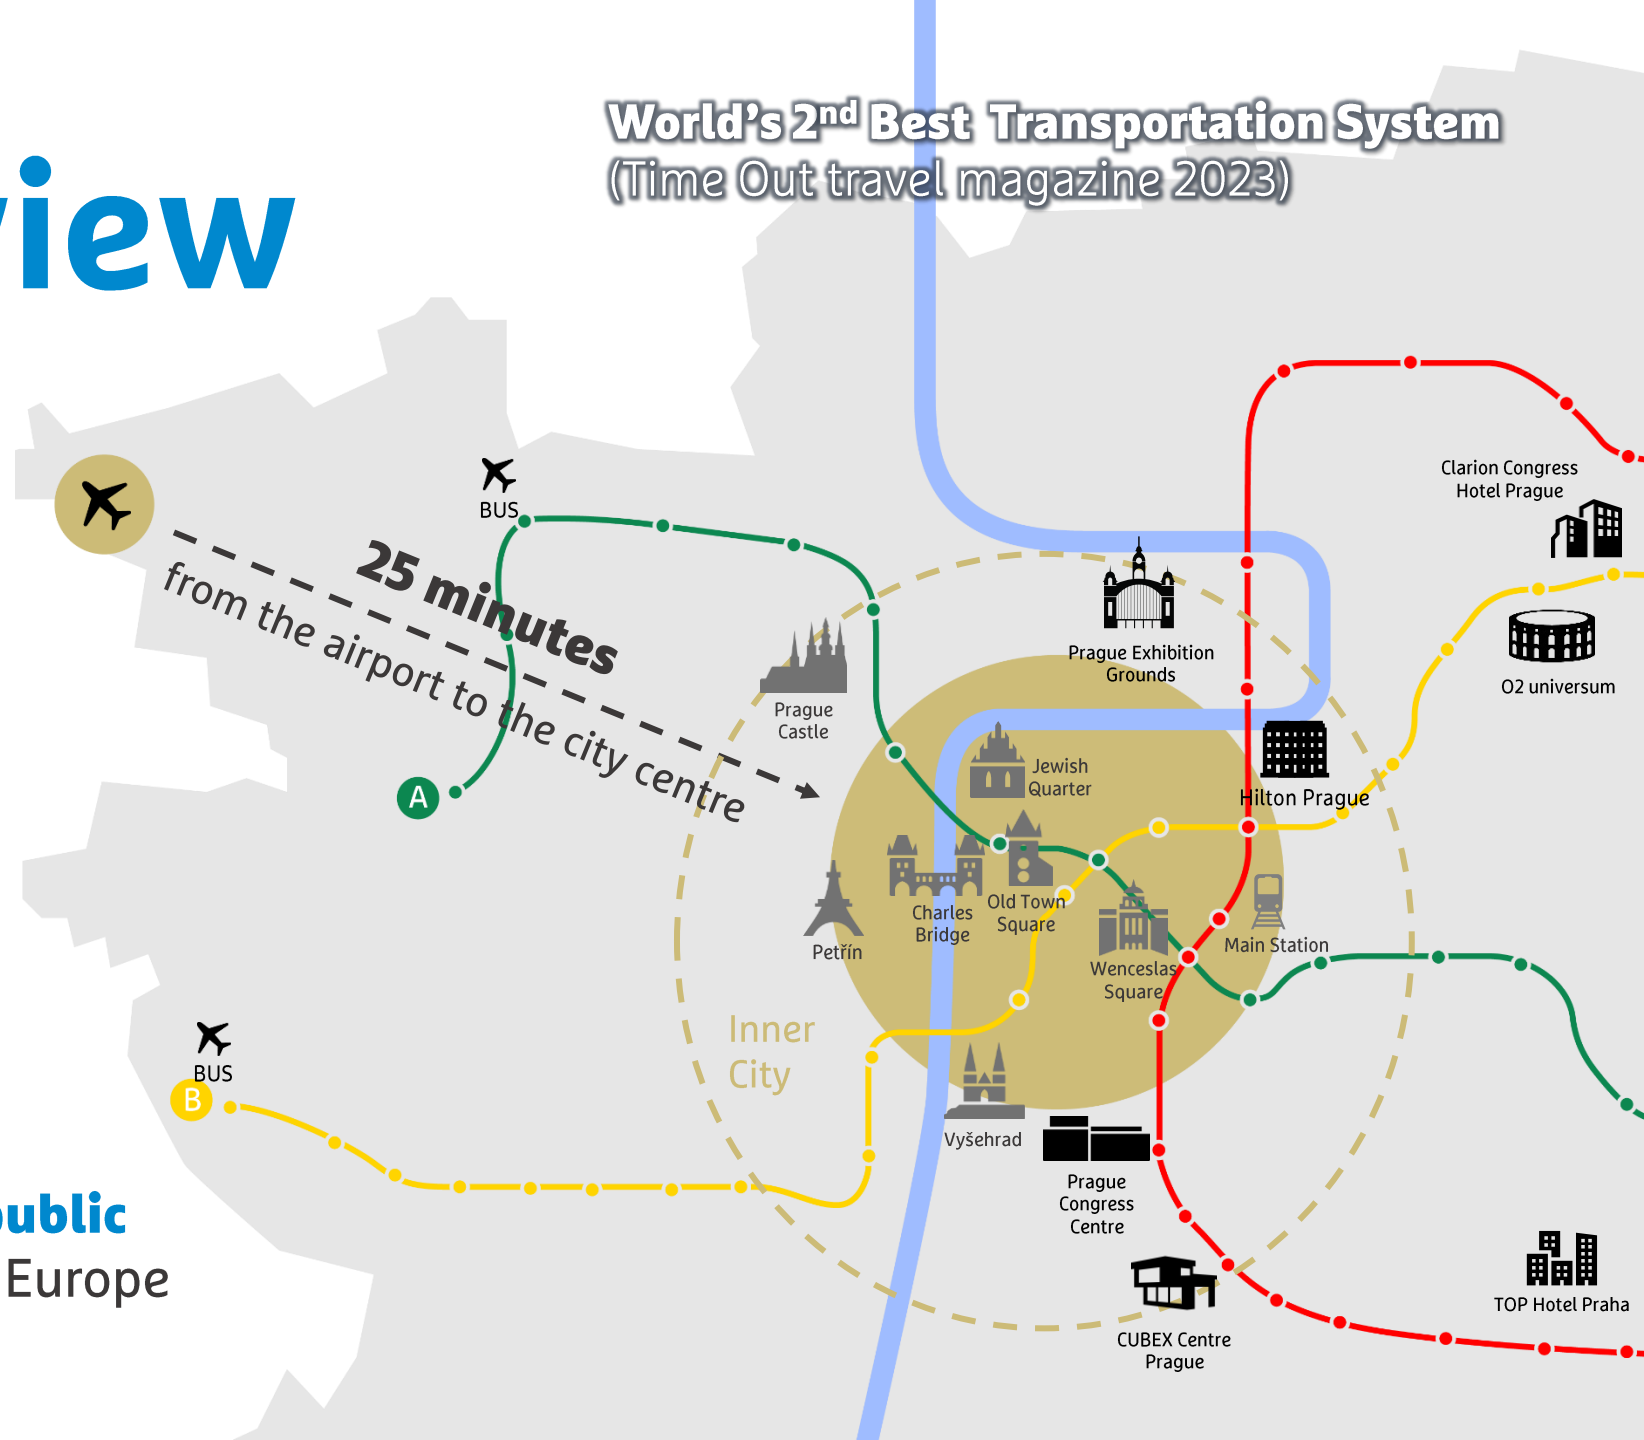 World's 2nd Best Transportation System
(Time Out travel magazine 2023)
view
Clarion Congress
Hotel Prague
BUS
25 minutes
from the airport to the city centre
Prague Exhibition
Grounds
O2 universum
Prague
Castle
Jewish
Quarter
Hilton Prague
A
Charles
Bridge
Old Town
Square
Petřín
Main Station
Wenceslas
Square
Inner
City
BUS
B
Vyšehrad
Prague
Congress
Centre
public
Europe
TOP Hotel Praha
CUBEX Centre
Prague